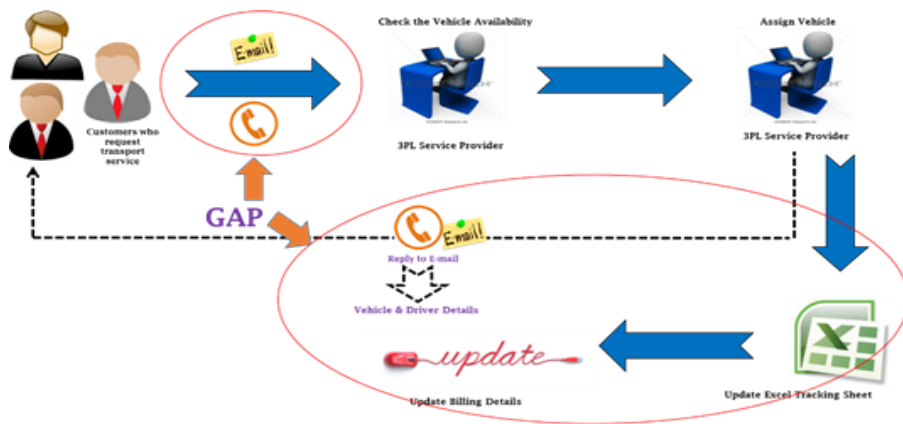 Check the Vehicle Availability
Assign Vehicle
E-mail!
Customers who
request
transport
service
3PL Service Provider
3PL Service Provider
GAP
E-mail!
Reply to E-mail
Vehicle & Driver Details
update
Update Billing Details
Update Excel Tracking Sheet